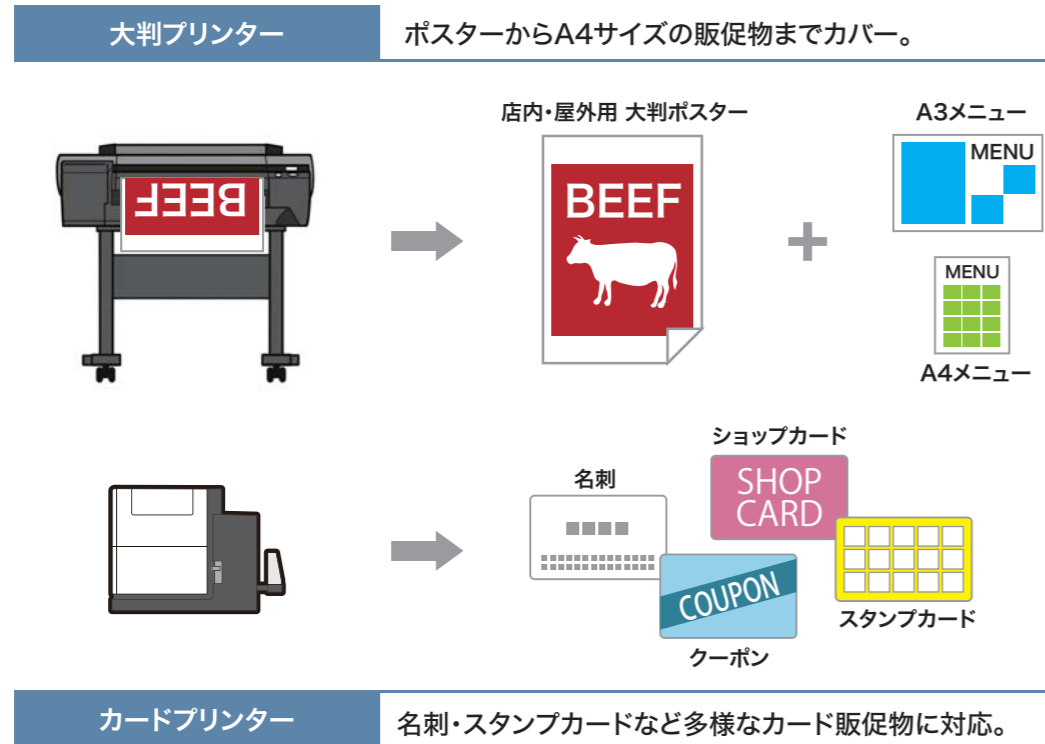 大判プリンター
ポスターからA4サイズの販促物までカバー。
店内・屋外用 大判ポスター
A3メニュー
BEEF
BEEF
MENU
MENU
A4メニュー
ショップカード
名刺
SHOP
CARD
COUPON
スタンプカード
クーポン
カードプリンター
名刺・スタンプカードなど多様なカード販促物に対応。